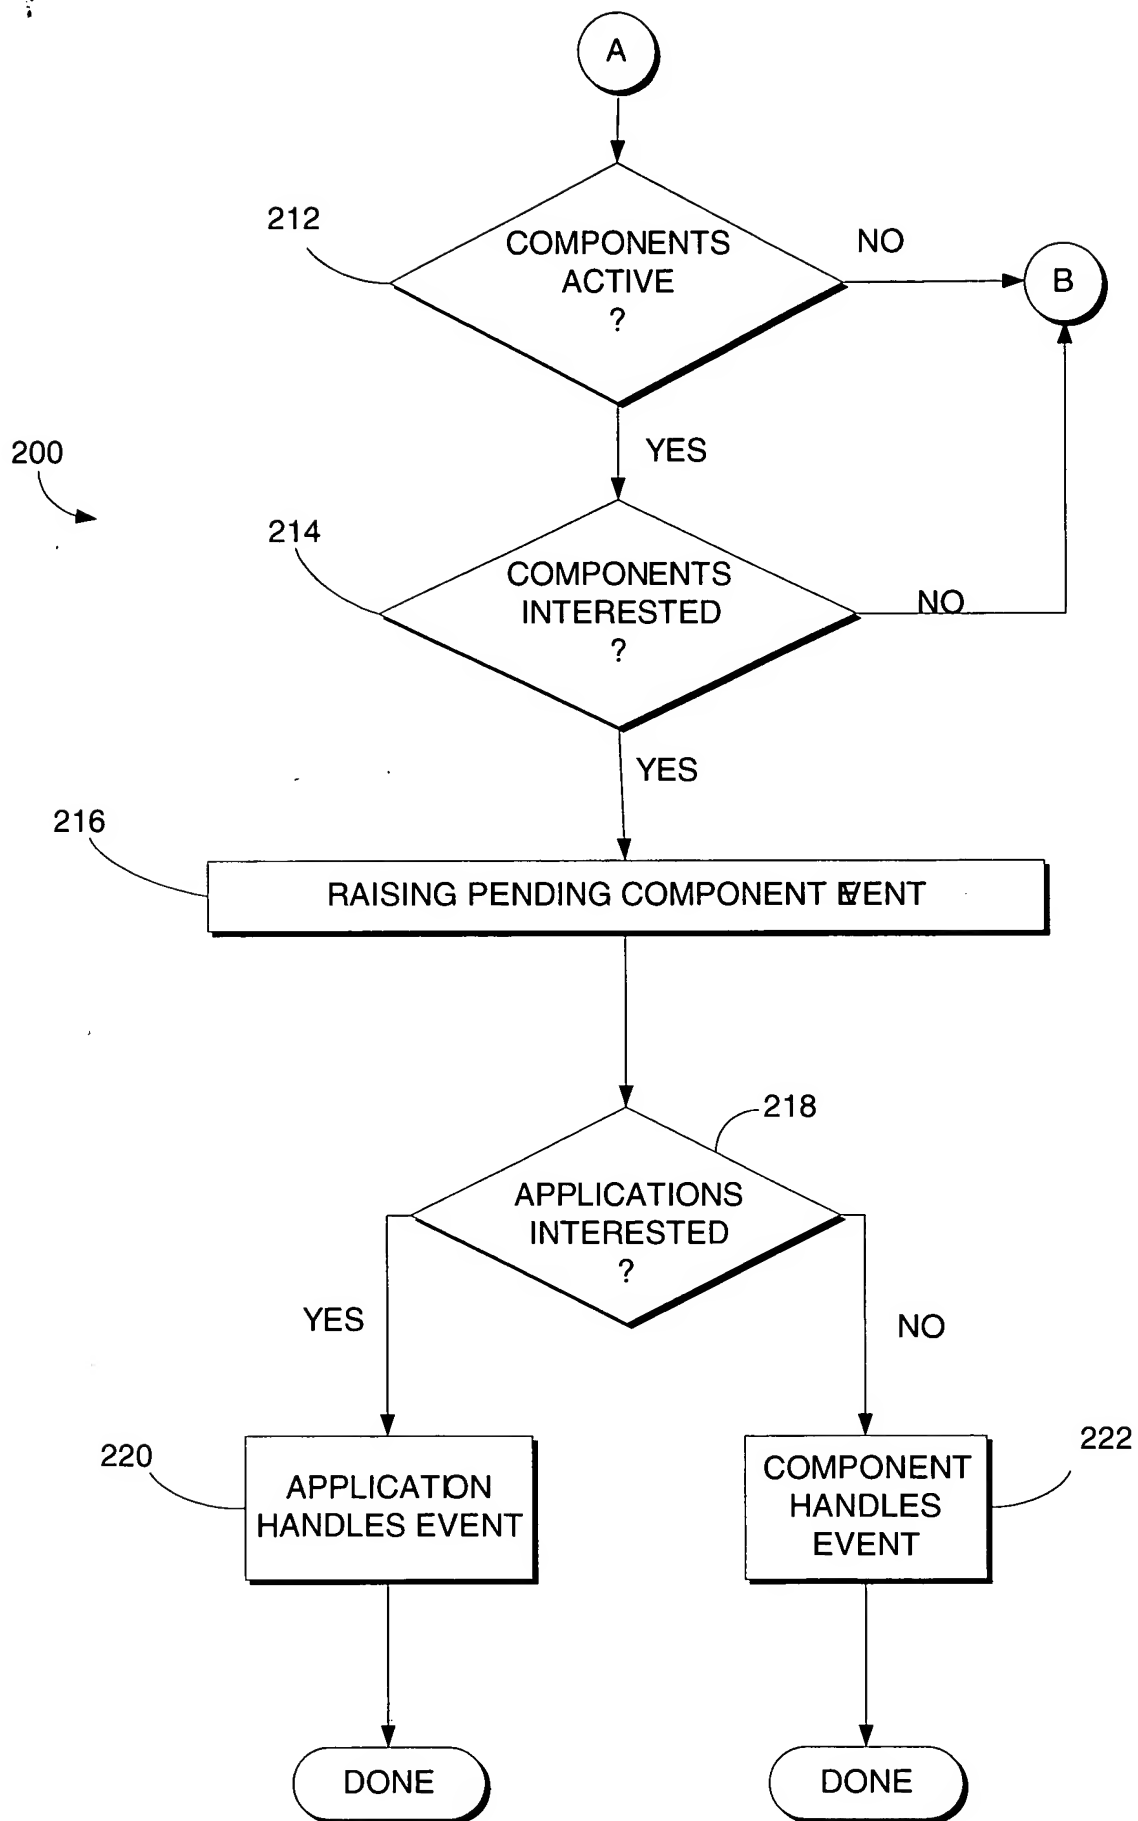 A
212
COMPONENTS
ACTIVE
?
NO
B
YES
200
214
COMPONENTS
INTERESTED
?
NO
YES
216
RAISING PENDING COMPONENT EVENT
218
APPLICATIONS
INTERESTED
?
YES
NO
220
APPLICATION
HANDLES EVENT
222
COMPONENT
HANDLES
EVENT
DONE
DONE